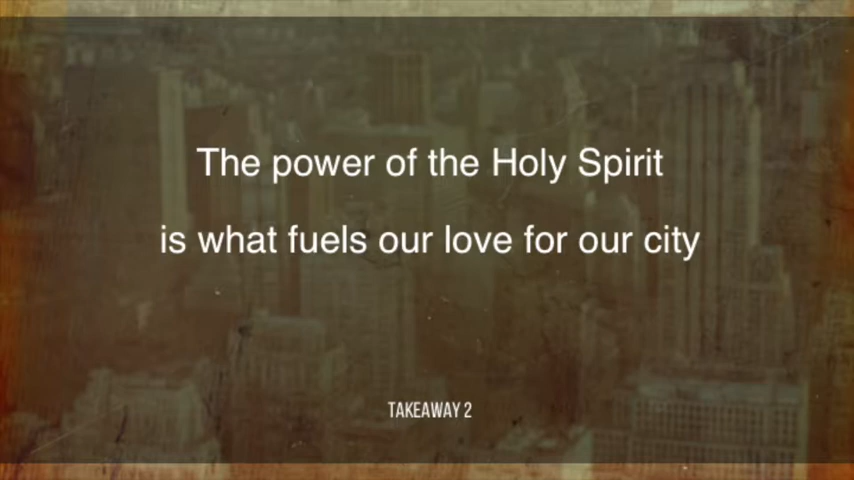 The power of the Holy Spirit
is what fuels our love for our city
TAKEAWAY 2